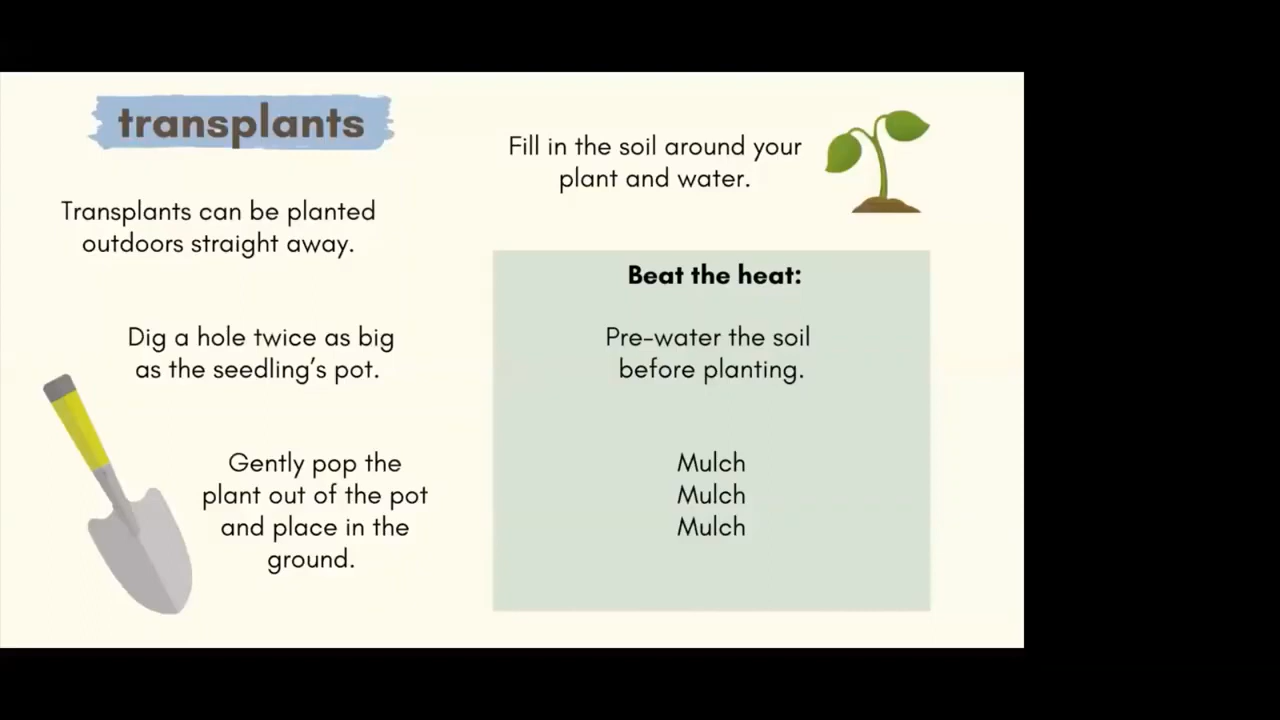 transplants
Transplants can be planted
outdoors straight away.
Dig a hole twice as big
as the seedling’s pot.
Gently pop the
plant out of the pot
and place in the
ground.
Fill in the soil around your
plant and water.
Beat the heat:
Pre-water the soil
before planting.
Mulch
Mulch
Mulch